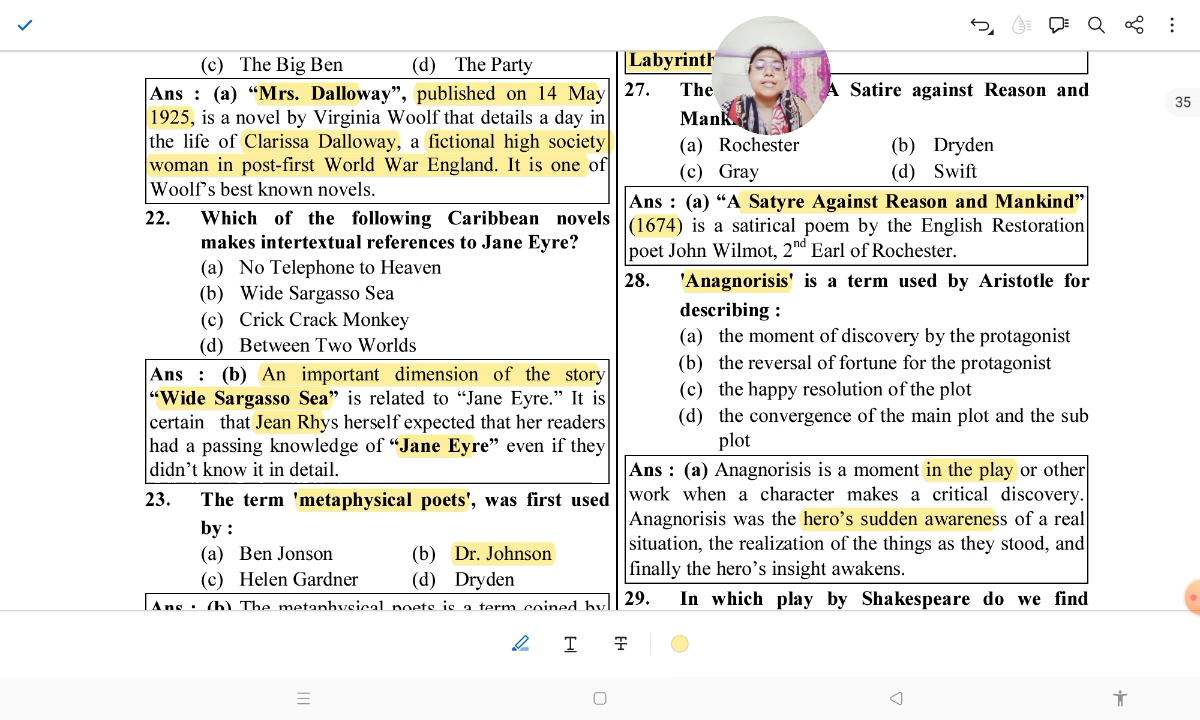 (c) The Big Ben (d) The Party
Ans : (a) “Mrs. Dalloway”, published on 14 May
1925, is a novel by Virginia Woolf that details a day in
the life of Clarissa Dalloway, a fictional high society
woman in post-first World War England. It is one of
Woolf's best known novels.
22. Which of the following Caribbean novels
makes intertextual references to Jane Eyre?
(a) No Telephone to Heaven
(b) Wide Sargasso Sea
(c) Crick Crack Monkey
(d) Between Two Worlds
Ans : (b) An important dimension of the story
“Wide Sargasso Sea” is related to “Jane Eyre.” It is
certain that Jean Rhys herself expected that her readers
had a passing knowledge of “Jane Eyre” even if they
didn't know it in detail.
23. The term 'metaphysical poets', was first used
by :
(a) Ben Jonson (b) Dr. Johnson
(c) Helen Gardner (d) Dryden
Ans : (b) The metaphysical poets is a term coined by
Labyrinth
27. The A Satire against Reason and
(a) Rochester (b) Dryden
(c) Gray (d) Swift
Ans : (a) “A Satyre Against Reason and Mankind”
(1674) is a satirical poem by the English Restoration
poet John Wilmot, 2nd Earl of Rochester.
28. 'Anagnorisis' is a term used by Aristotle for
describing :
(a) the moment of discovery by the protagonist
(b) the reversal of fortune for the protagonist
(c) the happy resolution of the plot
(d) the convergence of the main plot and the sub
plot
Ans : (a) Anagnorisis is a moment in the play or other
work when a character makes a critical discovery.
Anagnorisis was the hero's sudden awareness of a real
situation, the realization of the things as they stood, and
finally the hero's insight awakens.
29. In which play by Shakespeare do we find
35